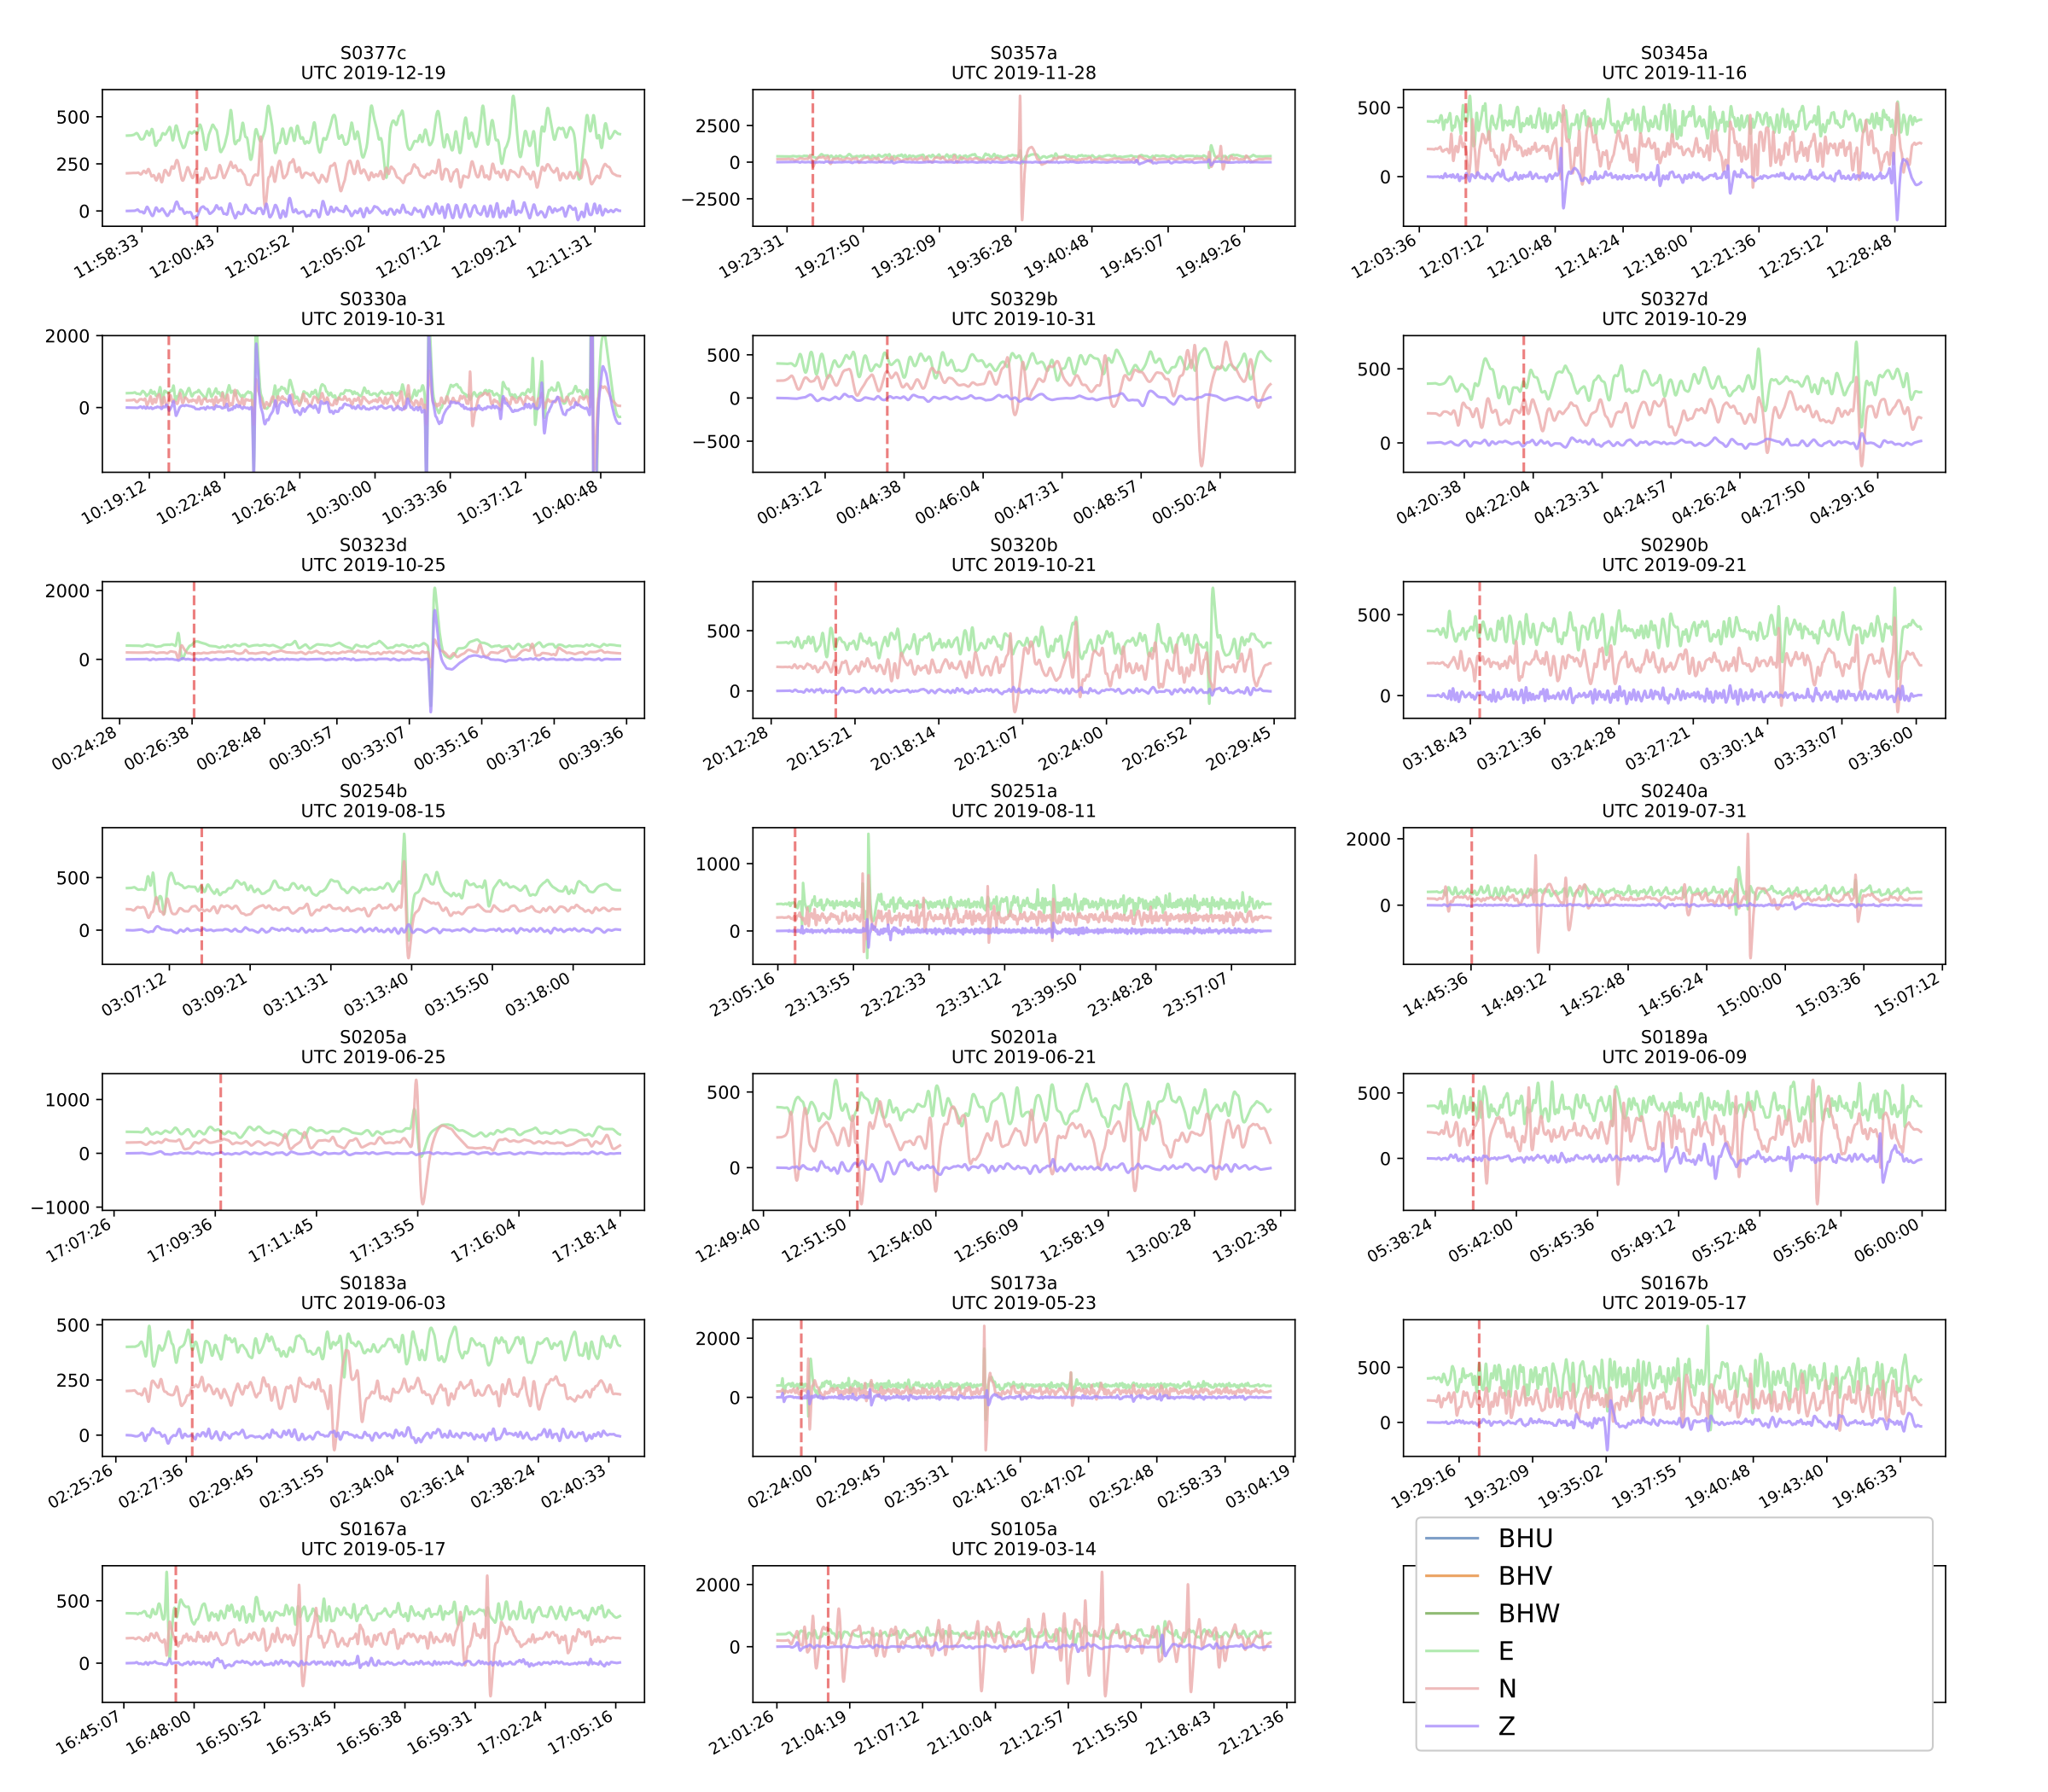 S0377c
UTC 2019-12-19
500
250
0
11:58:33 12:00:43 12:02:52 12:05:02 12:07:12 12:09:21 12:11:31
S0357a
UTC 2019-11-28
2500
0
−2500
19:23:31 19:27:50 19:32:09 19:36:28 19:40:48 19:45:07 19:49:26
S0345a
UTC 2019-11-16
500
0
12:03:36 12:07:12 12:10:48 12:14:24 12:18:00 12:21:36 12:25:12 12:28:48
S0330a
UTC 2019-10-31
2000
0
10:19:12 10:22:48 10:26:24 10:30:00 10:33:36 10:37:12 10:40:48
S0329b
UTC 2019-10-31
500
0
−500
00:43:12 00:44:38 00:46:04 00:47:31 00:48:57 00:50:24
S0327d
UTC 2019-10-29
500
0
04:20:38 04:22:04 04:23:31 04:24:57 04:26:24 04:27:50 04:29:16
S0323d
UTC 2019-10-25
2000
0
00:24:28 00:26:38 00:28:48 00:30:57 00:33:07 00:35:16 00:37:26 00:39:36
S0320b
UTC 2019-10-21
500
0
20:12:28 20:15:21 20:18:14 20:21:07 20:24:00 20:26:52 20:29:45
S0290b
UTC 2019-09-21
500
0
03:18:43 03:21:36 03:24:28 03:27:21 03:30:14 03:33:07 03:36:00
S0254b
UTC 2019-08-15
500
0
03:07:12 03:09:21 03:11:31 03:13:40 03:15:50 03:18:00
S0251a
UTC 2019-08-11
1000
0
23:05:16 23:13:55 23:22:33 23:31:12 23:39:50 23:48:28 23:57:07
S0240a
UTC 2019-07-31
2000
0
14:45:36 14:49:12 14:52:48 14:56:24 15:00:00 15:03:36 15:07:12
S0205a
UTC 2019-06-25
1000
0
−1000
17:07:26 17:09:36 17:11:45 17:13:55 17:16:04 17:18:14
S0201a
UTC 2019-06-21
500
0
12:49:40 12:51:50 12:54:00 12:56:09 12:58:19 13:00:28 13:02:38
S0189a
UTC 2019-06-09
500
0
05:38:24 05:42:00 05:45:36 05:49:12 05:52:48 05:56:24 06:00:00
S0183a
UTC 2019-06-03
500
250
0
02:25:26 02:27:36 02:29:45 02:31:55 02:34:04 02:36:14 02:38:24 02:40:33
S0173a
UTC 2019-05-23
2000
0
02:24:00 02:29:45 02:35:31 02:41:16 02:47:02 02:52:48 02:58:33 03:04:19
S0167b
UTC 2019-05-17
500
0
19:29:16 19:32:09 19:35:02 19:37:55 19:40:48 19:43:40 19:46:33
S0167a
UTC 2019-05-17
500
0
16:45:07 16:48:00 16:50:52 16:53:45 16:56:38 16:59:31 17:02:24 17:05:16
S0105a
UTC 2019-03-14
2000
0
21:01:26 21:04:19 21:07:12 21:10:04 21:12:57 21:15:50 21:18:43 21:21:36
BHU
BHV
BHW
E
N
Z